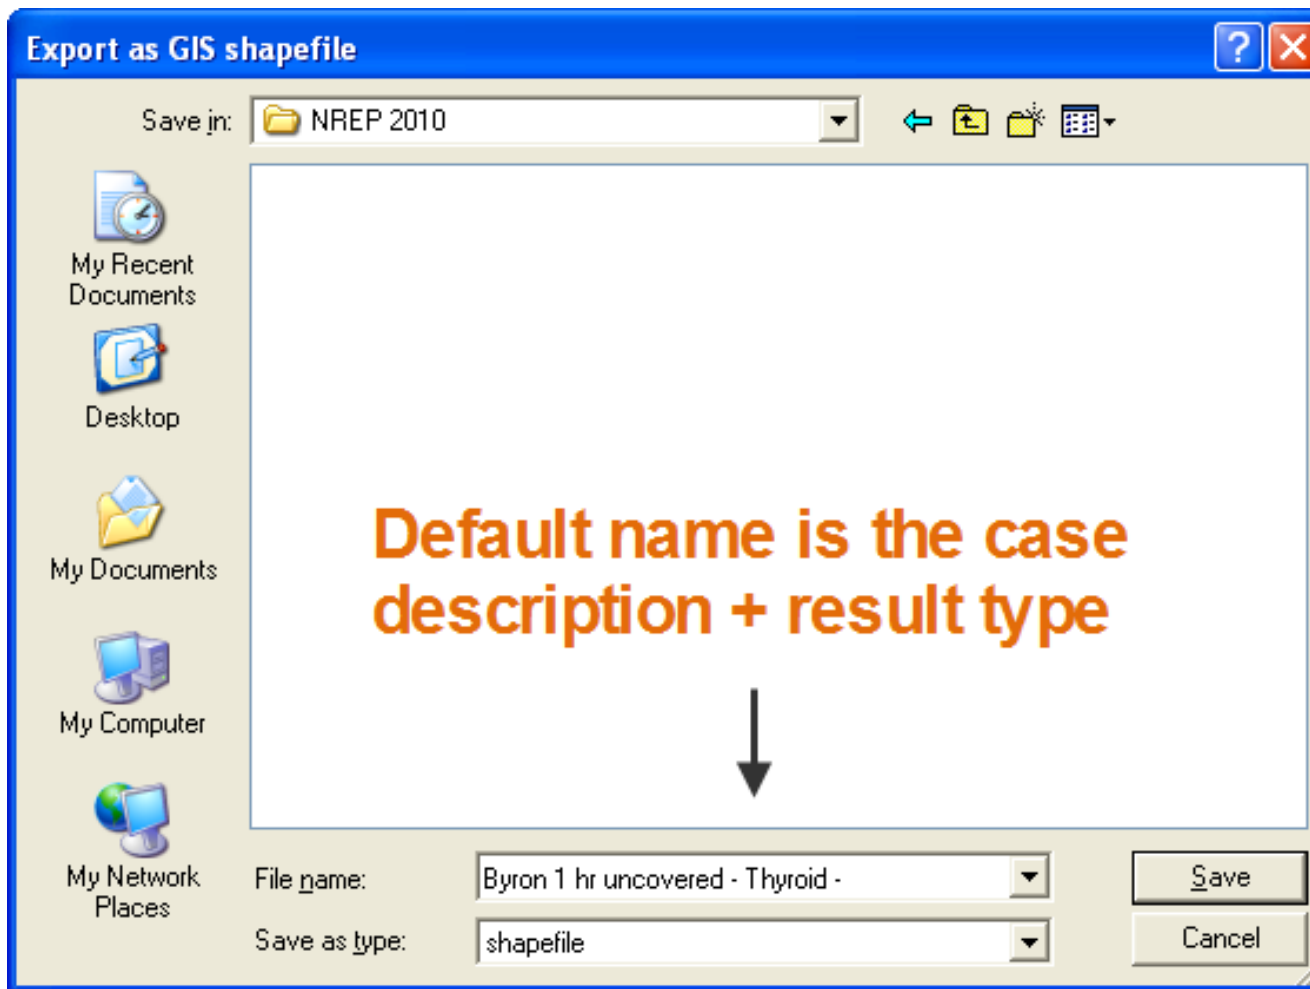 Export as GIS shapefile
Save in:
NREP 2010
My Recent
Documents
Desktop
My Documents
My Computer
My Network
Places
Default name is the case
description + result type
File name:
Byron 1 hr uncovered - Thyroid -
Save
Save as type:
shapefile
Cancel